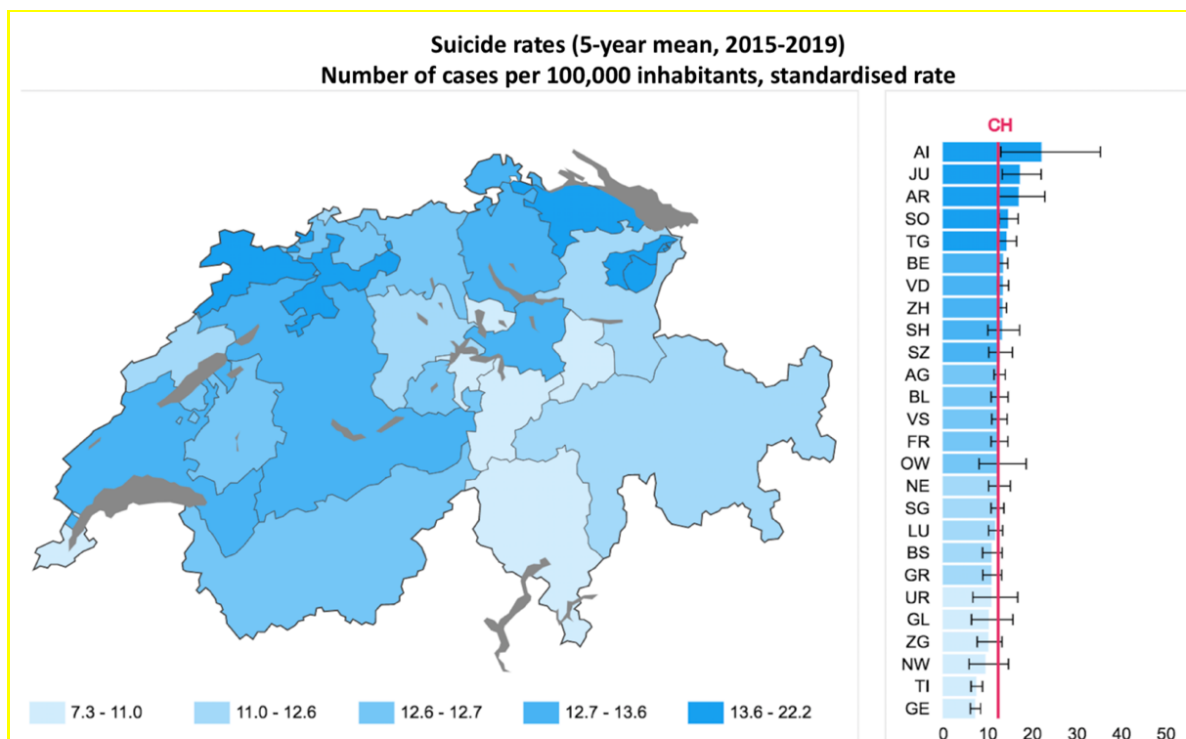 Suicide rates (5-year mean, 2015-2019)
Number of cases per 100,000 inhabitants, standardised rate
7.3 - 11.0
11.0 - 12.6
12.6 - 12.7
12.7 - 13.6
13.6 - 22.2
CH
AI
JU
AR
SO
TG
BE
VD
ZH
SH
SZ
AG
BL
VS
FR
OW
NE
SG
LU
BS
GR
UR
GL
ZG
NW
TI
GE
0 10 20 30 40 50